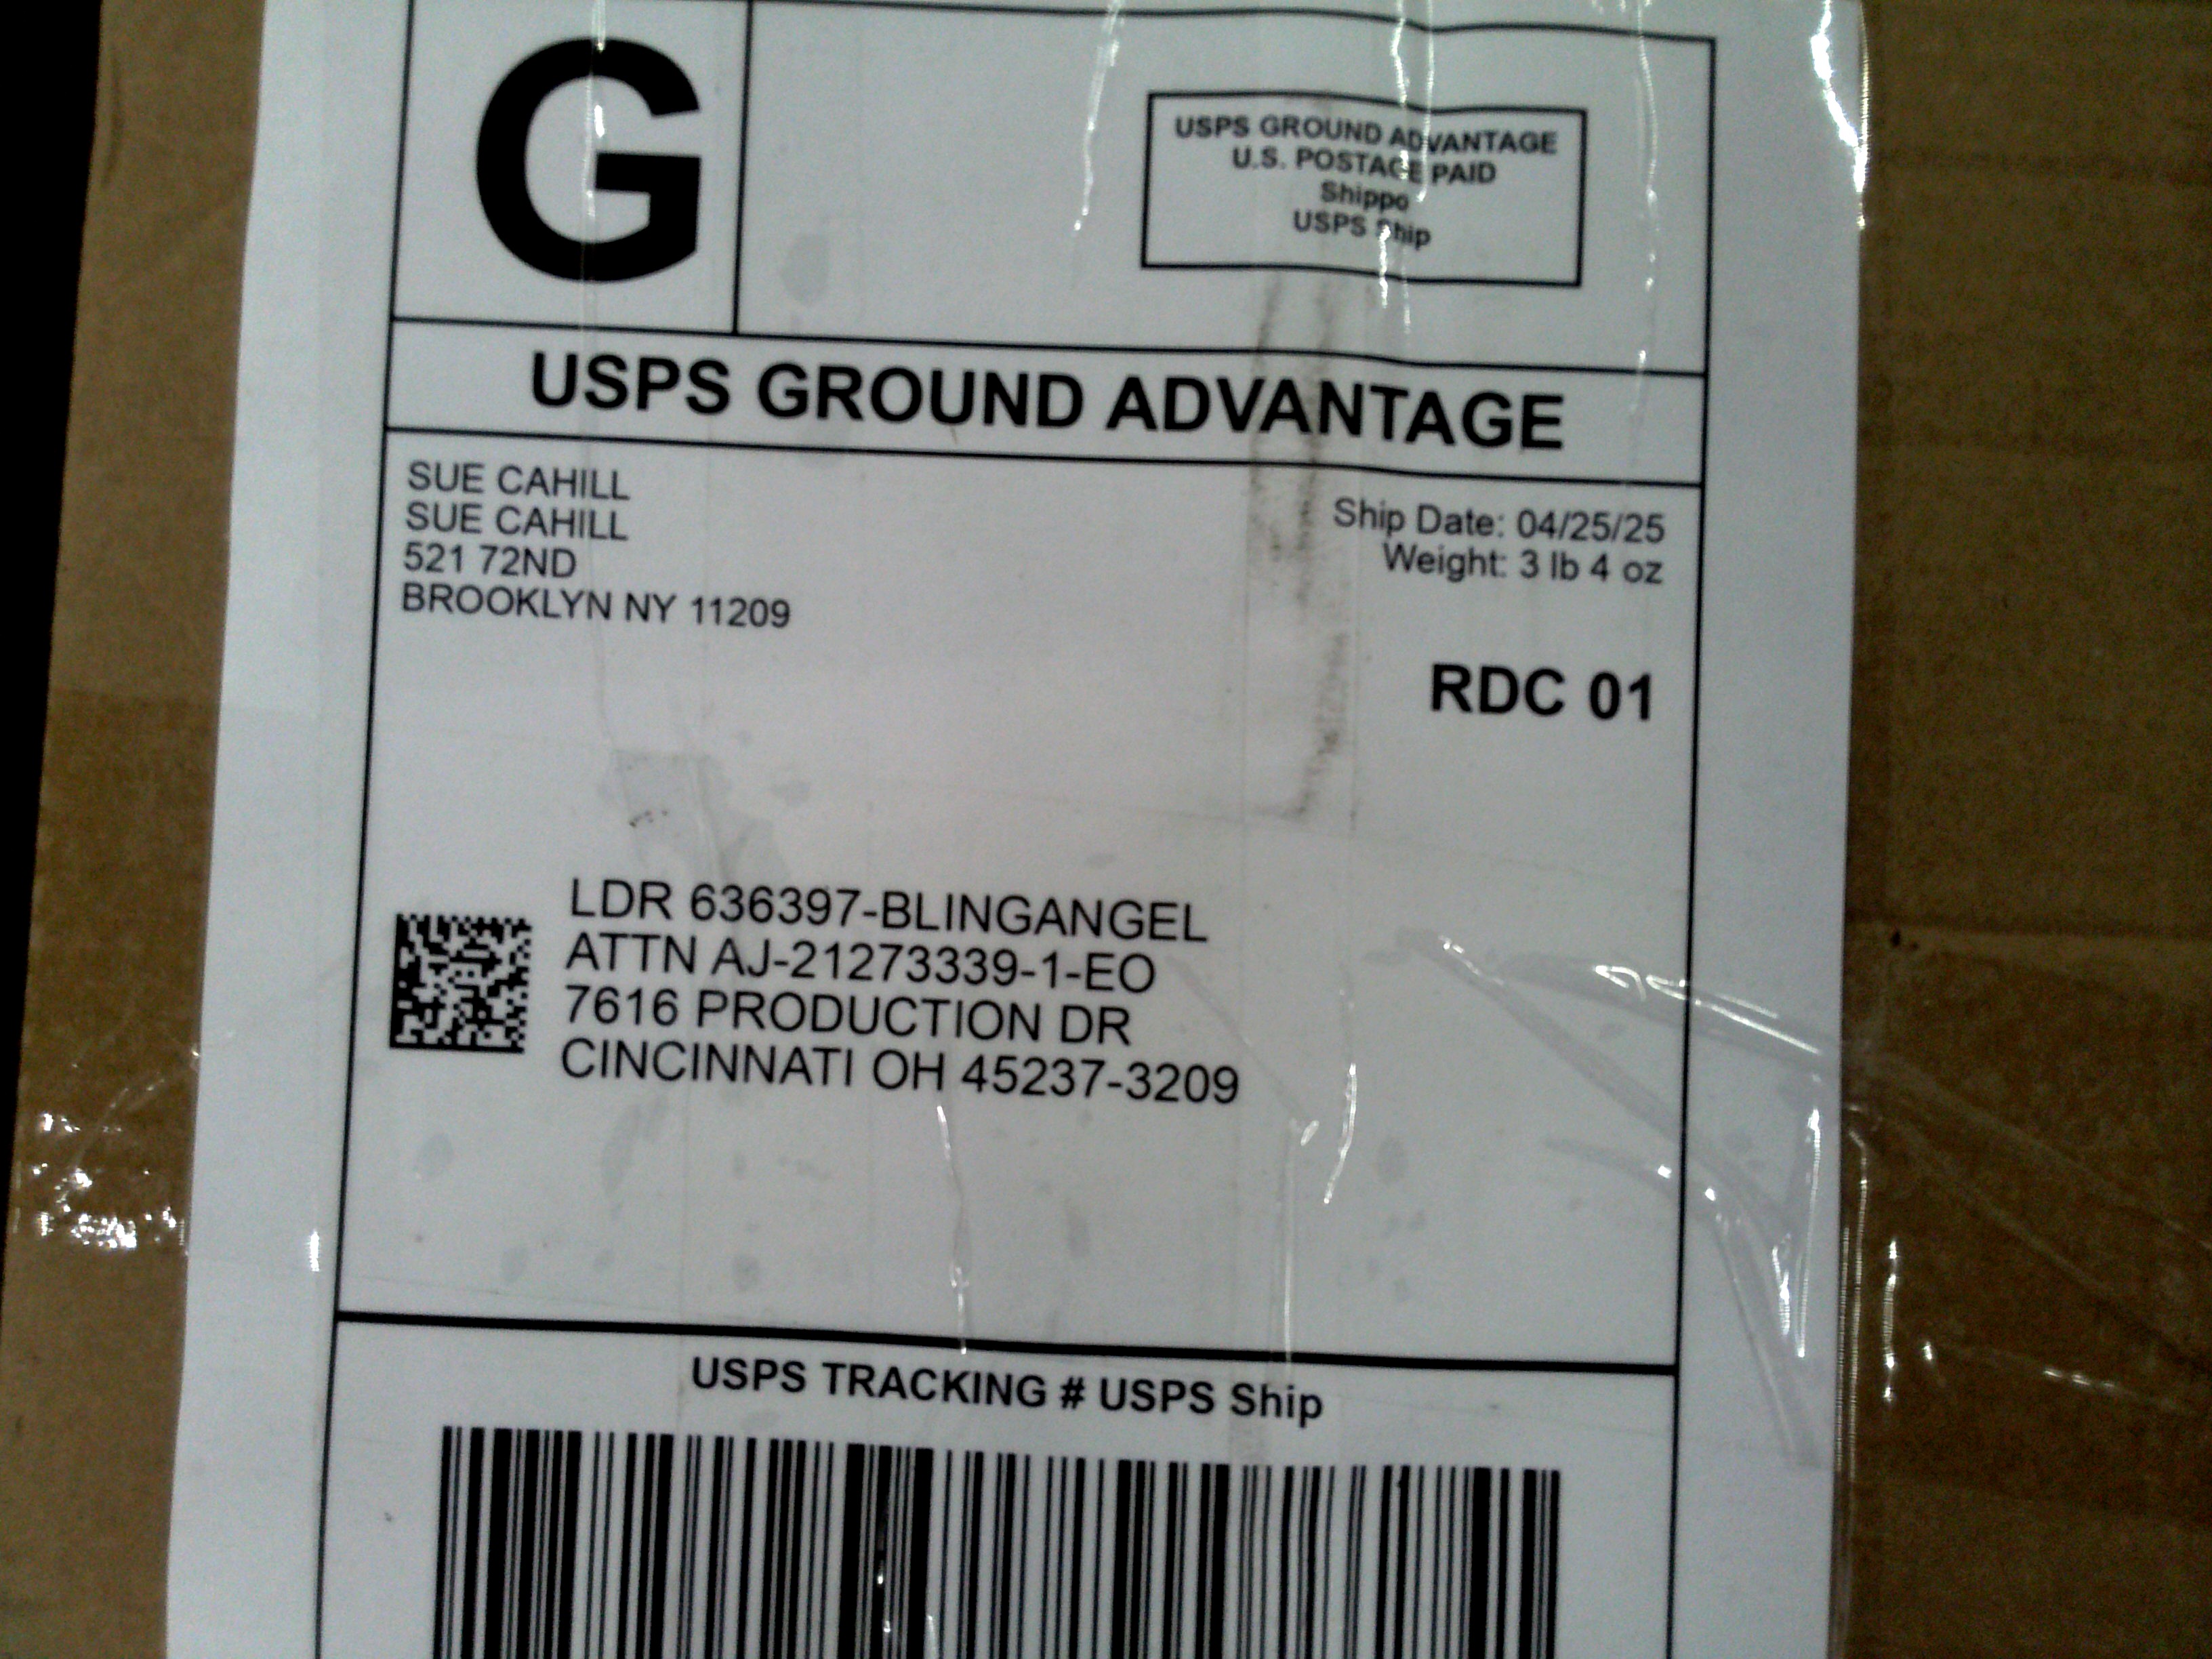 G
USPS GROUND ADVANTAGE
U.S. POSTAGE PAID
Shippo
USPS Ship
USPS GROUND ADVANTAGE
SUE CAHILL
SUE CAHILL
521 72ND
BROOKLYN NY 11209
Ship Date: 04/25/25
Weight: 3 lb 4 oz
RDC 01
LDR 636397-BLINGANGEL
ATTN AJ-21273339-1-EO
7616 PRODUCTION DR
CINCINNATI OH 45237-3209
USPS TRACKING # USPS Ship